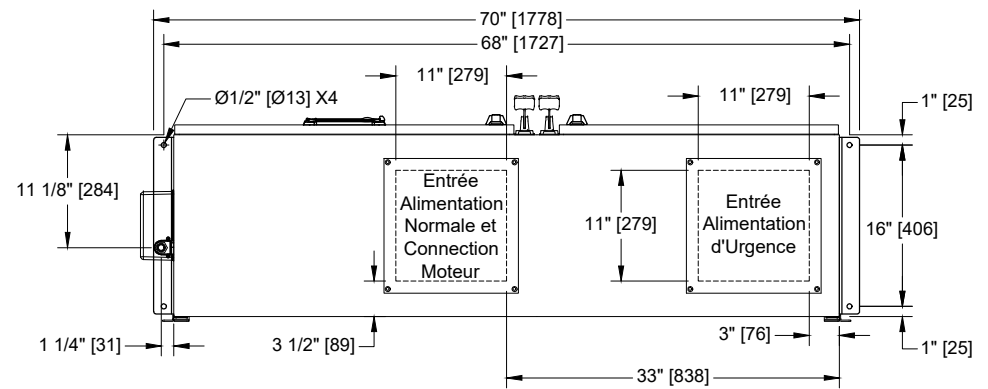 70" [1778]
68" [1727]
11" [279]
11" [279]
Ø1/2" [Ø13] X4
1" [25]
11 1/8" [284]
Entrée
Alimentation
Normale et
Connection
Moteur
11" [279]
Entrée
Alimentation
d'Urgence
16" [406]
1 1/4" [31]
3 1/2" [89]
3" [76]
1" [25]
33" [838]